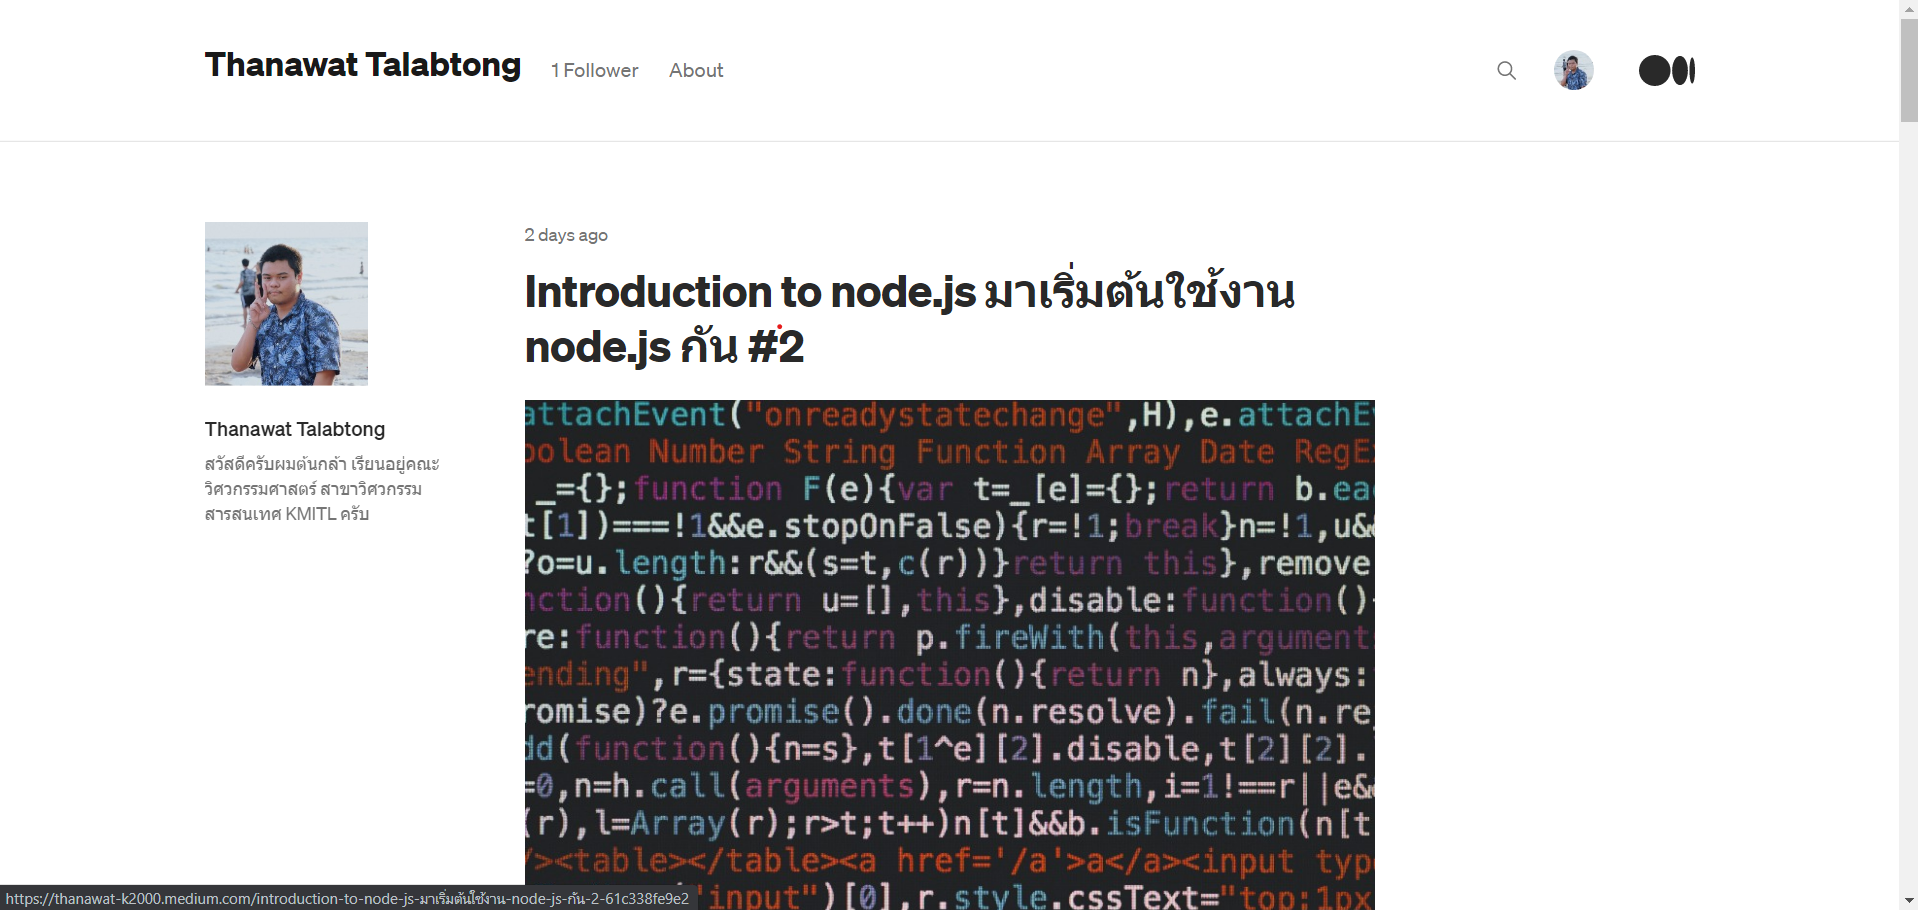 Thanawat Talabtong
1 Follower
About
2 days ago
Introduction to node.js มาเริ่มต้นใช้งาน
node.js กัน #2
Thanawat Talabtong
สวัสดีครับผมต้นกล้า เรียนอยู่คณะ
วิศวกรรมศาสตร์ สาขาวิศวกรรม
สารสนเทศ KMITL ครับ
attachEvent("onreadystatechange",H),e.attachE
oolean Number String Function Array Date RegE
_={};function F(e){var t=_[e]={};return b.ea
t[1])===!1&&e.stopOnFalse){r=!1;break}n=!1,u&
?o=u.length:r&&(s=t,c(r))}return this},remove
nction(){return u=[],this},disable:function()
re:function(){return p.fireWith(this,argument
ending",r={state:function(){return n},always:
romise)?e.promise().done(n.resolve).fail(n.re
dd(function(){n=s},t[1^e][2].disable,t[2][2].
=0,n=h.call(arguments),r=n.length,i=1!==r||e&
(r),l=Array(r);r>t;t++)n[t]&&b.isFunction(n[t
/><table></table><a href='/a'>a</a><input typ
"input")[0],r.style.cssText="top:1px
https://thanawat-k2000.medium.com/introduction-to-node-js-มาเริ่มต้นใช้งาน-node-js-กัน-2-61c338fe9e2